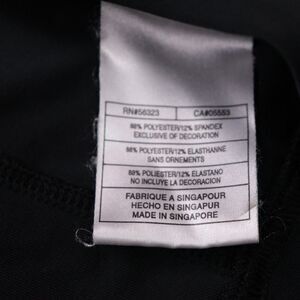 RN#56323 CA#05553
88% POLYESTER/12% SPANDEX
EXCLUSIVE OF DECORATION
88% POLYESTER/12% ELASTHANNE
SANS ORNEMENTS
88% POLYESTER/12% ELASTANO
NO INCLUYE LA DECORACION
FABRIQUE A SINGAPOUR
HECHO EN SINGAPUR
MADE IN SINGAPORE